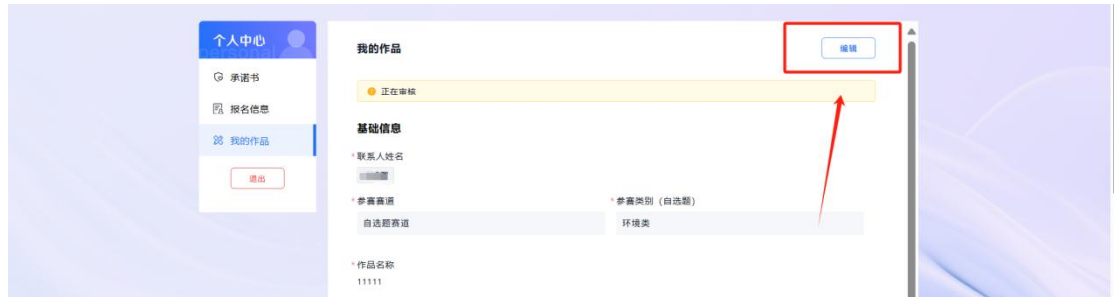 个人中心
personal
承诺书
报名信息
我的作品
退出
我的作品
编辑
正在审核
基础信息
*联系人姓名
*参赛赛道
自选题赛道
*参赛类别（自选题）
环境类
*作品名称
11111